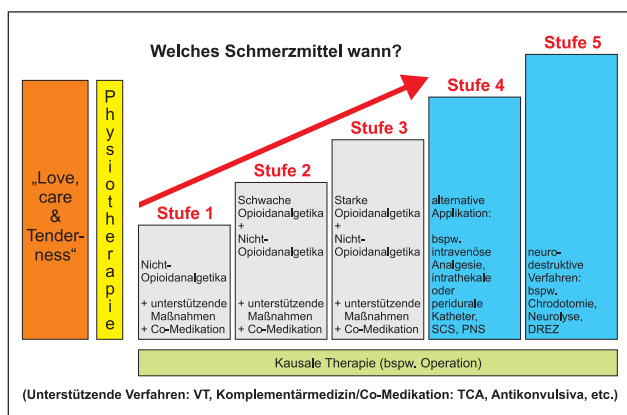 Welches Schmerzmittel wann?
„Love,
care
&
Tender-
ness“
Physiotherapie
Stufe 1
Nicht-
Opioidanalgetika
+ unterstützende
Maßnahmen
+ Co-Medikation
Stufe 2
Schwache
Opioidanalgetika
+
Nicht-
Opioidanalgetika
+ unterstützende
Maßnahmen
+ Co-Medikation
Stufe 3
Starke
Opioidanalgetika
+
Nicht-
Opioidanalgetika
+ unterstützende
Maßnahmen
+ Co-Medikation
Stufe 4
alternative
Applikation:
bspw.
intravenöse
Analgesie,
intrathekale
oder
peridurale
Katheter,
SCS, PNS
Stufe 5
neuro-
destruktive
Verfahren:
bspw.
Chrodotomie,
Neurolyse,
DREZ
Kausale Therapie (bspw. Operation)
(Unterstützende Verfahren: VT, Komplementärmedizin/Co-Medikation: TCA, Antikonvulsiva, etc.)